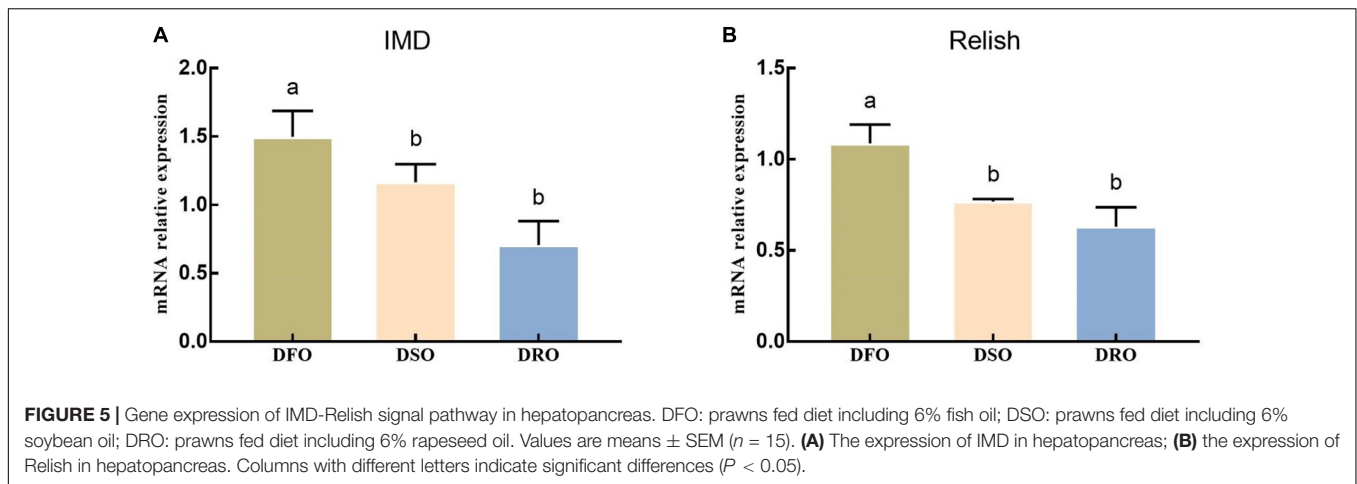 A
IMD
mRNA relative expression
2.0
1.5
1.0
0.5
0.0
a
b
b
DFO DSO DRO
B
Relish
mRNA relative expression
1.5
1.0
0.5
0.0
a
b
b
DFO DSO DRO
FIGURE 5 | Gene expression of IMD-Relish signal pathway in hepatopancreas. DFO: prawns fed diet including 6% fish oil; DSO: prawns fed diet including 6%
soybean oil; DRO: prawns fed diet including 6% rapeseed oil. Values are means ± SEM (n = 15). (A) The expression of IMD in hepatopancreas; (B) the expression of
Relish in hepatopancreas. Columns with different letters indicate significant differences (P < 0.05).